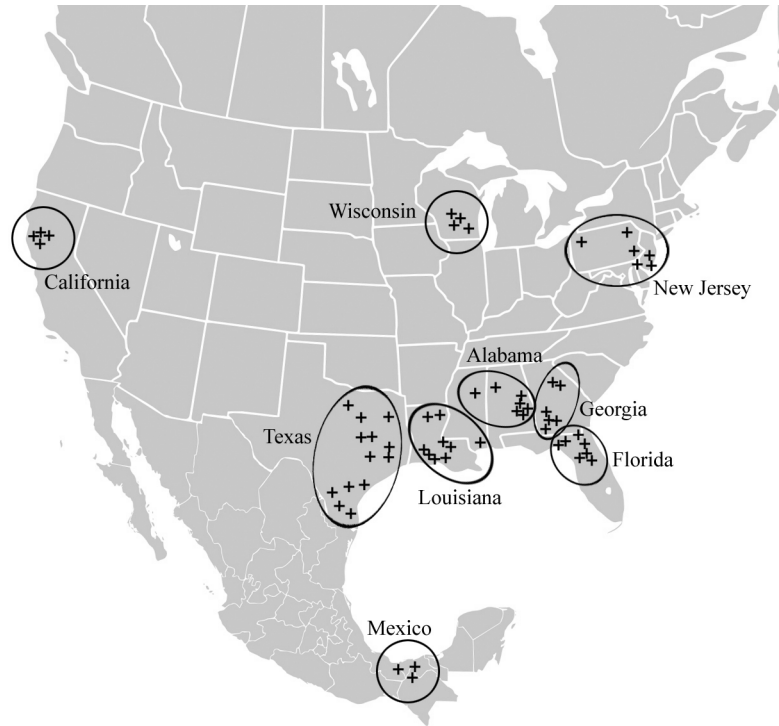 Wisconsin
California
New Jersey
Alabama
Georgia
Texas
Florida
Louisiana
Mexico